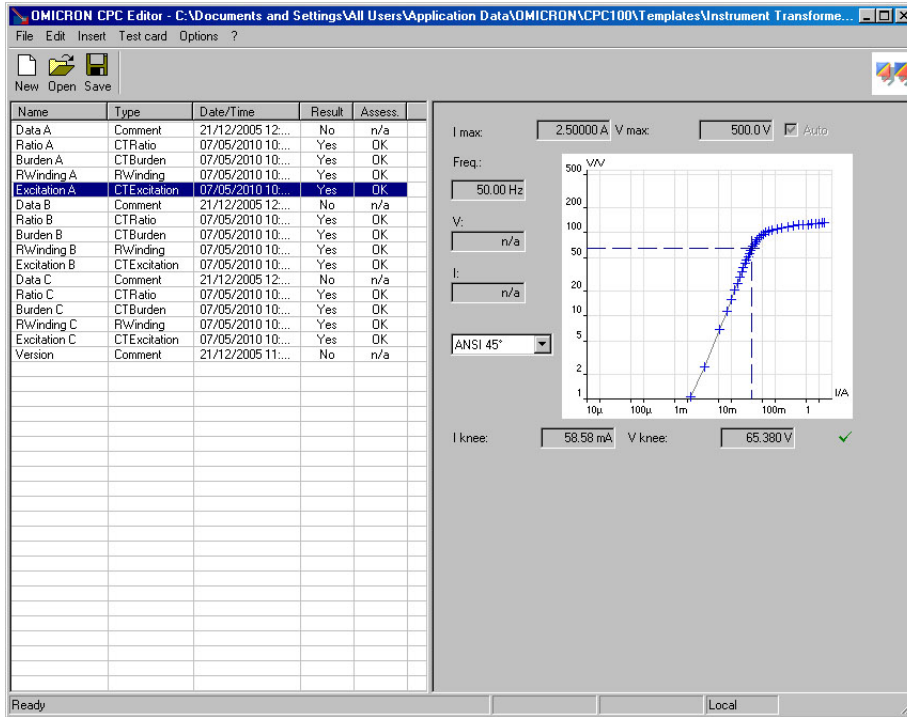 OMICRON CPC Editor - C:\Documents and Settings\All Users\Application Data\OMICRON\CPC100\Templates\Instrument Transforme...
File Edit Insert Test card Options ?
New Open Save
Name Type Date/Time Result Assess.
Data A Comment 21/12/2005 12:... No n/a
Ratio A CTRatio 07/05/2010 10:... Yes OK
Burden A CTBurden 07/05/2010 10:... Yes OK
RWinding A RWinding 07/05/2010 10:... Yes OK
Excitation A CTExcitation 07/05/2010 10:... Yes OK
Data B Comment 21/12/2005 12:... No n/a
Ratio B CTRatio 07/05/2010 10:... Yes OK
Burden B CTBurden 07/05/2010 10:... Yes OK
RWinding B RWinding 07/05/2010 10:... Yes OK
Excitation B CTExcitation 07/05/2010 10:... Yes OK
Data C Comment 21/12/2005 12:... No n/a
Ratio C CTRatio 07/05/2010 10:... Yes OK
Burden C CTBurden 07/05/2010 10:... Yes OK
RWinding C RWinding 07/05/2010 10:... Yes OK
Excitation C CTExcitation 07/05/2010 10:... Yes OK
Version Comment 21/12/2005 11:... No n/a
I max: 2.50000 A V max: 500.0 V Auto
Freq.:
50.00 Hz
V:
n/a
I:
n/a
ANSI 45°
V/V
500
200
100
50
20
10
5
2
1
I/A
10µ 100µ 1m 10m 100m 1
I knee: 58.58 mA V knee: 65.380 V
Ready Local